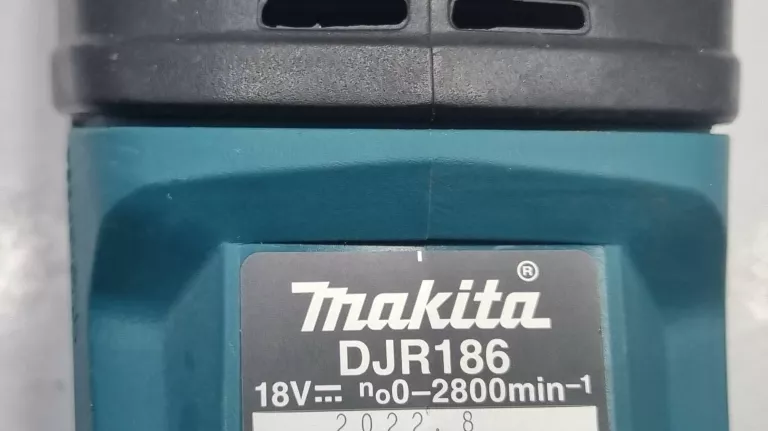 makita®
DJR186
18V⎓ n₀0-2800min⁻¹
2022. 8